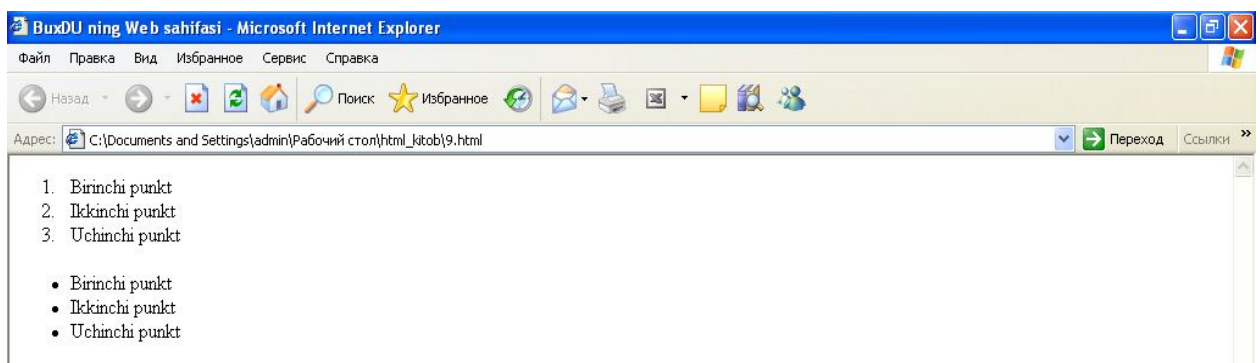 BuxDU ning Web sahifasi - Microsoft Internet Explorer
Файл Правка Вид Избранное Сервис Справка
Назад Поиск Избранное
Адрес: C:\Documents and Settings\admin\Рабочий стол\html_kitob\9.html Переход Ссылки »
1. Birinchi punkt
2. Ikkinchi punkt
3. Uchinchi punkt
• Birinchi punkt
• Ikkinchi punkt
• Uchinchi punkt